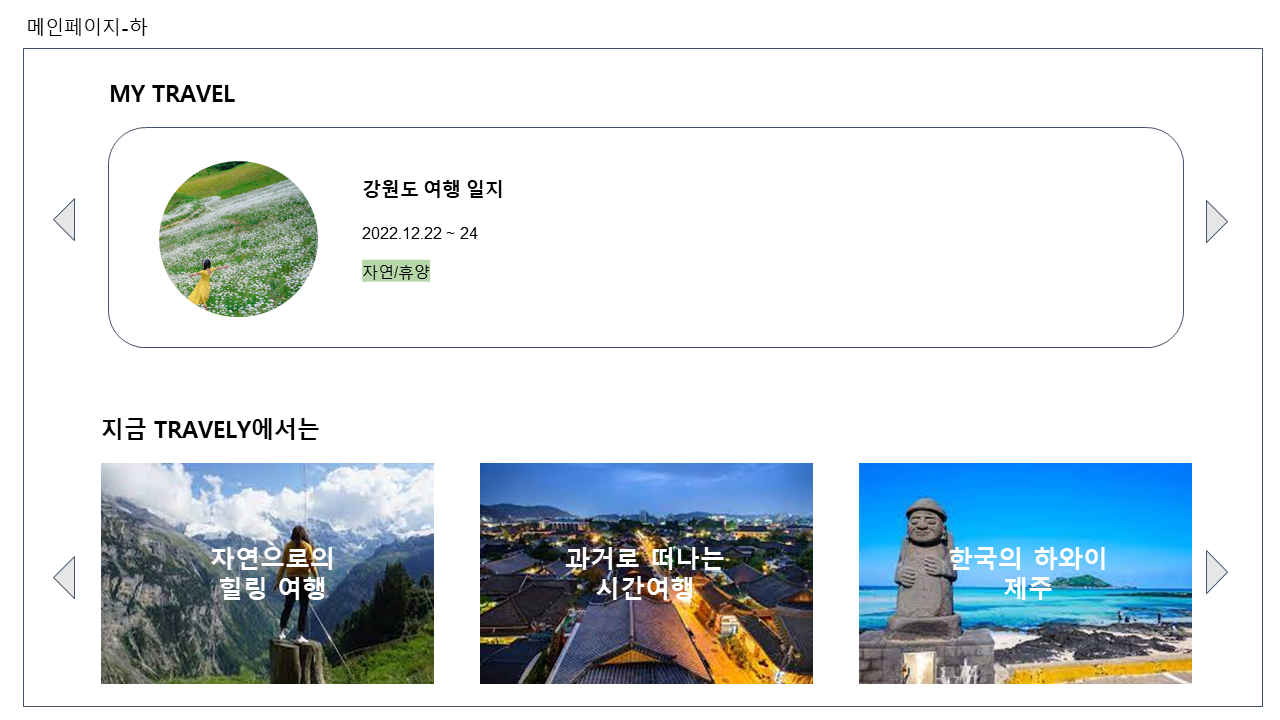 메인페이지-하
MY TRAVEL
강원도 여행 일지
2022.12.22 ~ 24
자연/휴양
지금 TRAVELY에서는
자연으로의
힐링 여행
과거로 떠나는
시간여행
한국의 하와이
제주